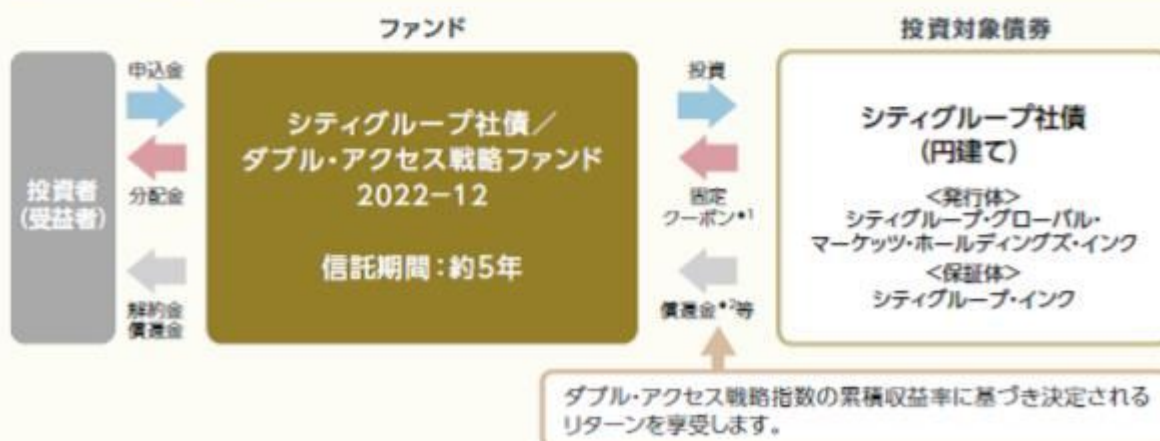 ファンド
投資対象債券
投資者
(受益者)
申込金
分配金
解約金
償還金
シティグループ社債/
ダブル・アクセス戦略ファンド
2022-12
信託期間:約5年
投資
固定
クーポン*1
償還金*2等
シティグループ社債
(円建て)
<発行体>
シティグループ・グローバル・
マーケッツ・ホールディングズ・インク
<保証体>
シティグループ・インク
ダブル・アクセス戦略指数の累積収益率に基づき決定される
リターンを享受します。